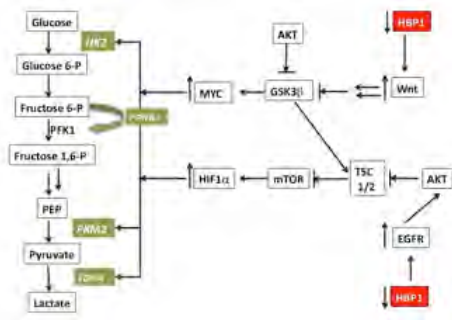 Glucose
HK2
Glucose 6-P
Fructose 6-P
PFK1
Fructose 1,6-P
PEP
PKM2
Pyruvate
Lactate
AKT
HBP1
MYC
GSK3β
Wnt
HIF1α
mTOR
TSC
1/2
AKT
EGFR
HBP1